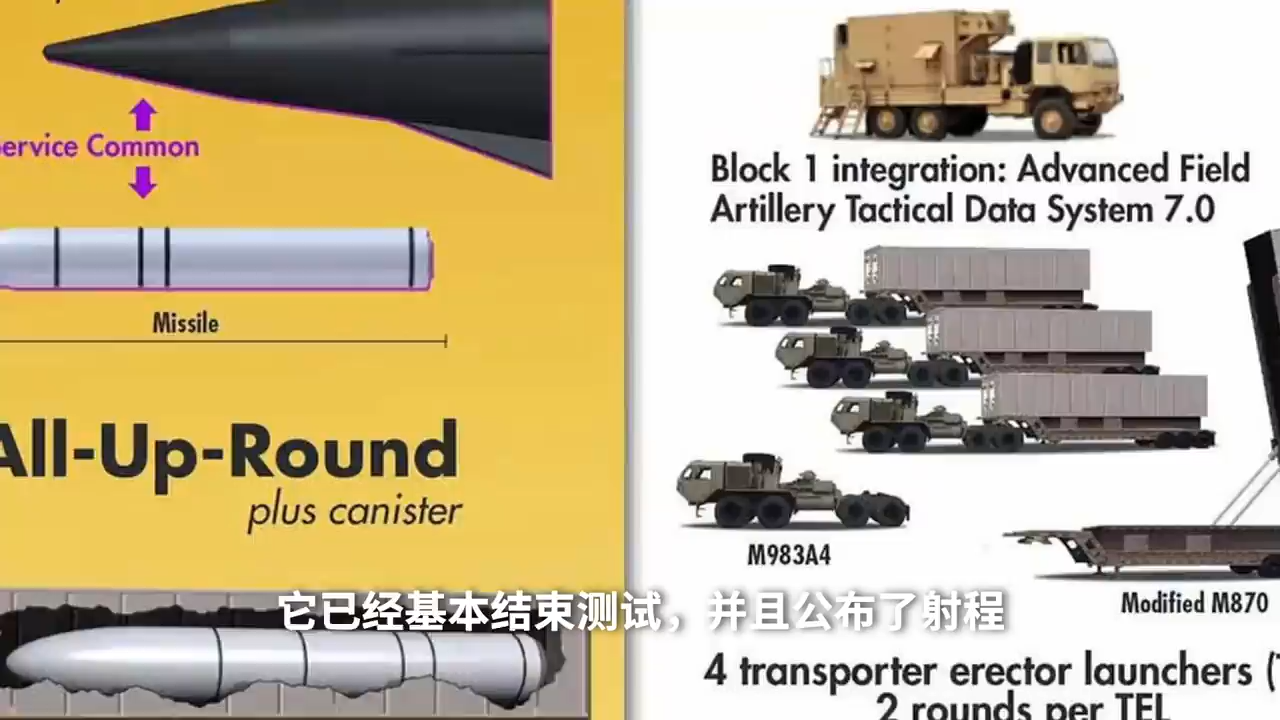 Service Common
Missile
All-Up-Round
plus canister
Block 1 integration: Advanced Field
Artillery Tactical Data System 7.0
M983A4
Modified M870
4 transporter erector launchers
2 rounds per TEL
它已经基本结束测试，并且公布了射程